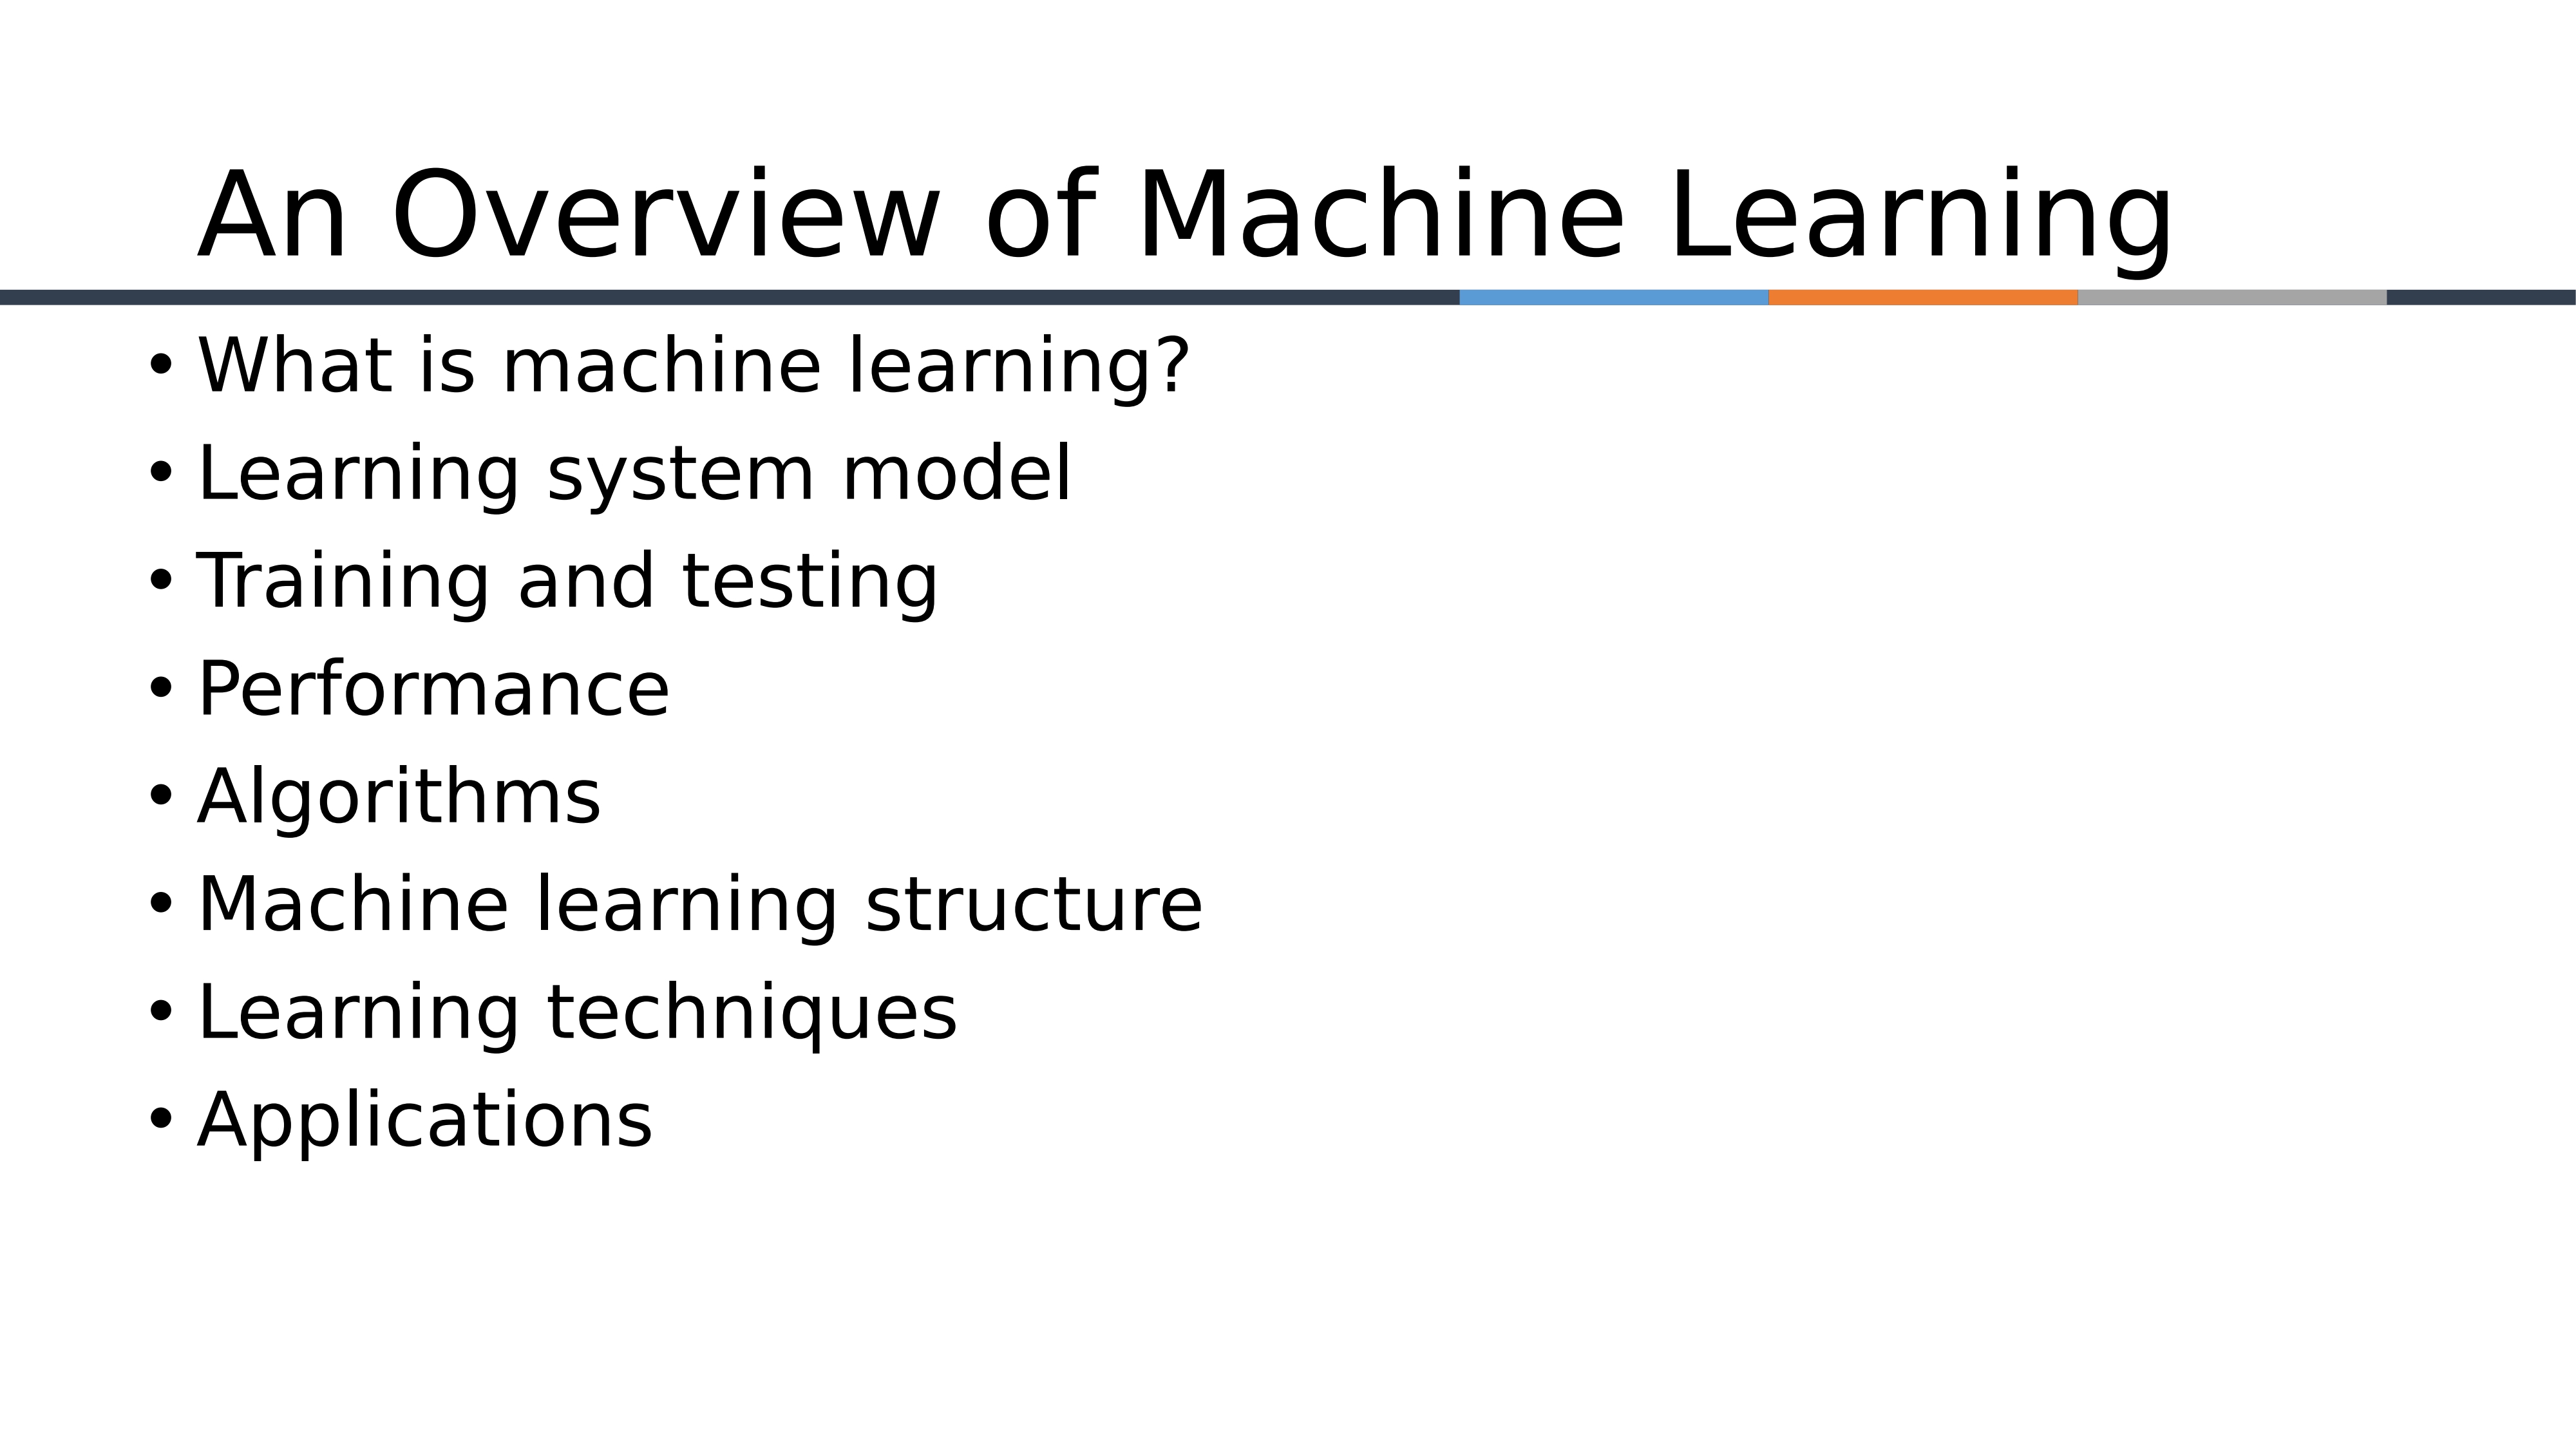 An Overview of Machine Learning
• What is machine learning?
• Learning system model
• Training and testing
• Performance
• Algorithms
• Machine learning structure
• Learning techniques
• Applications